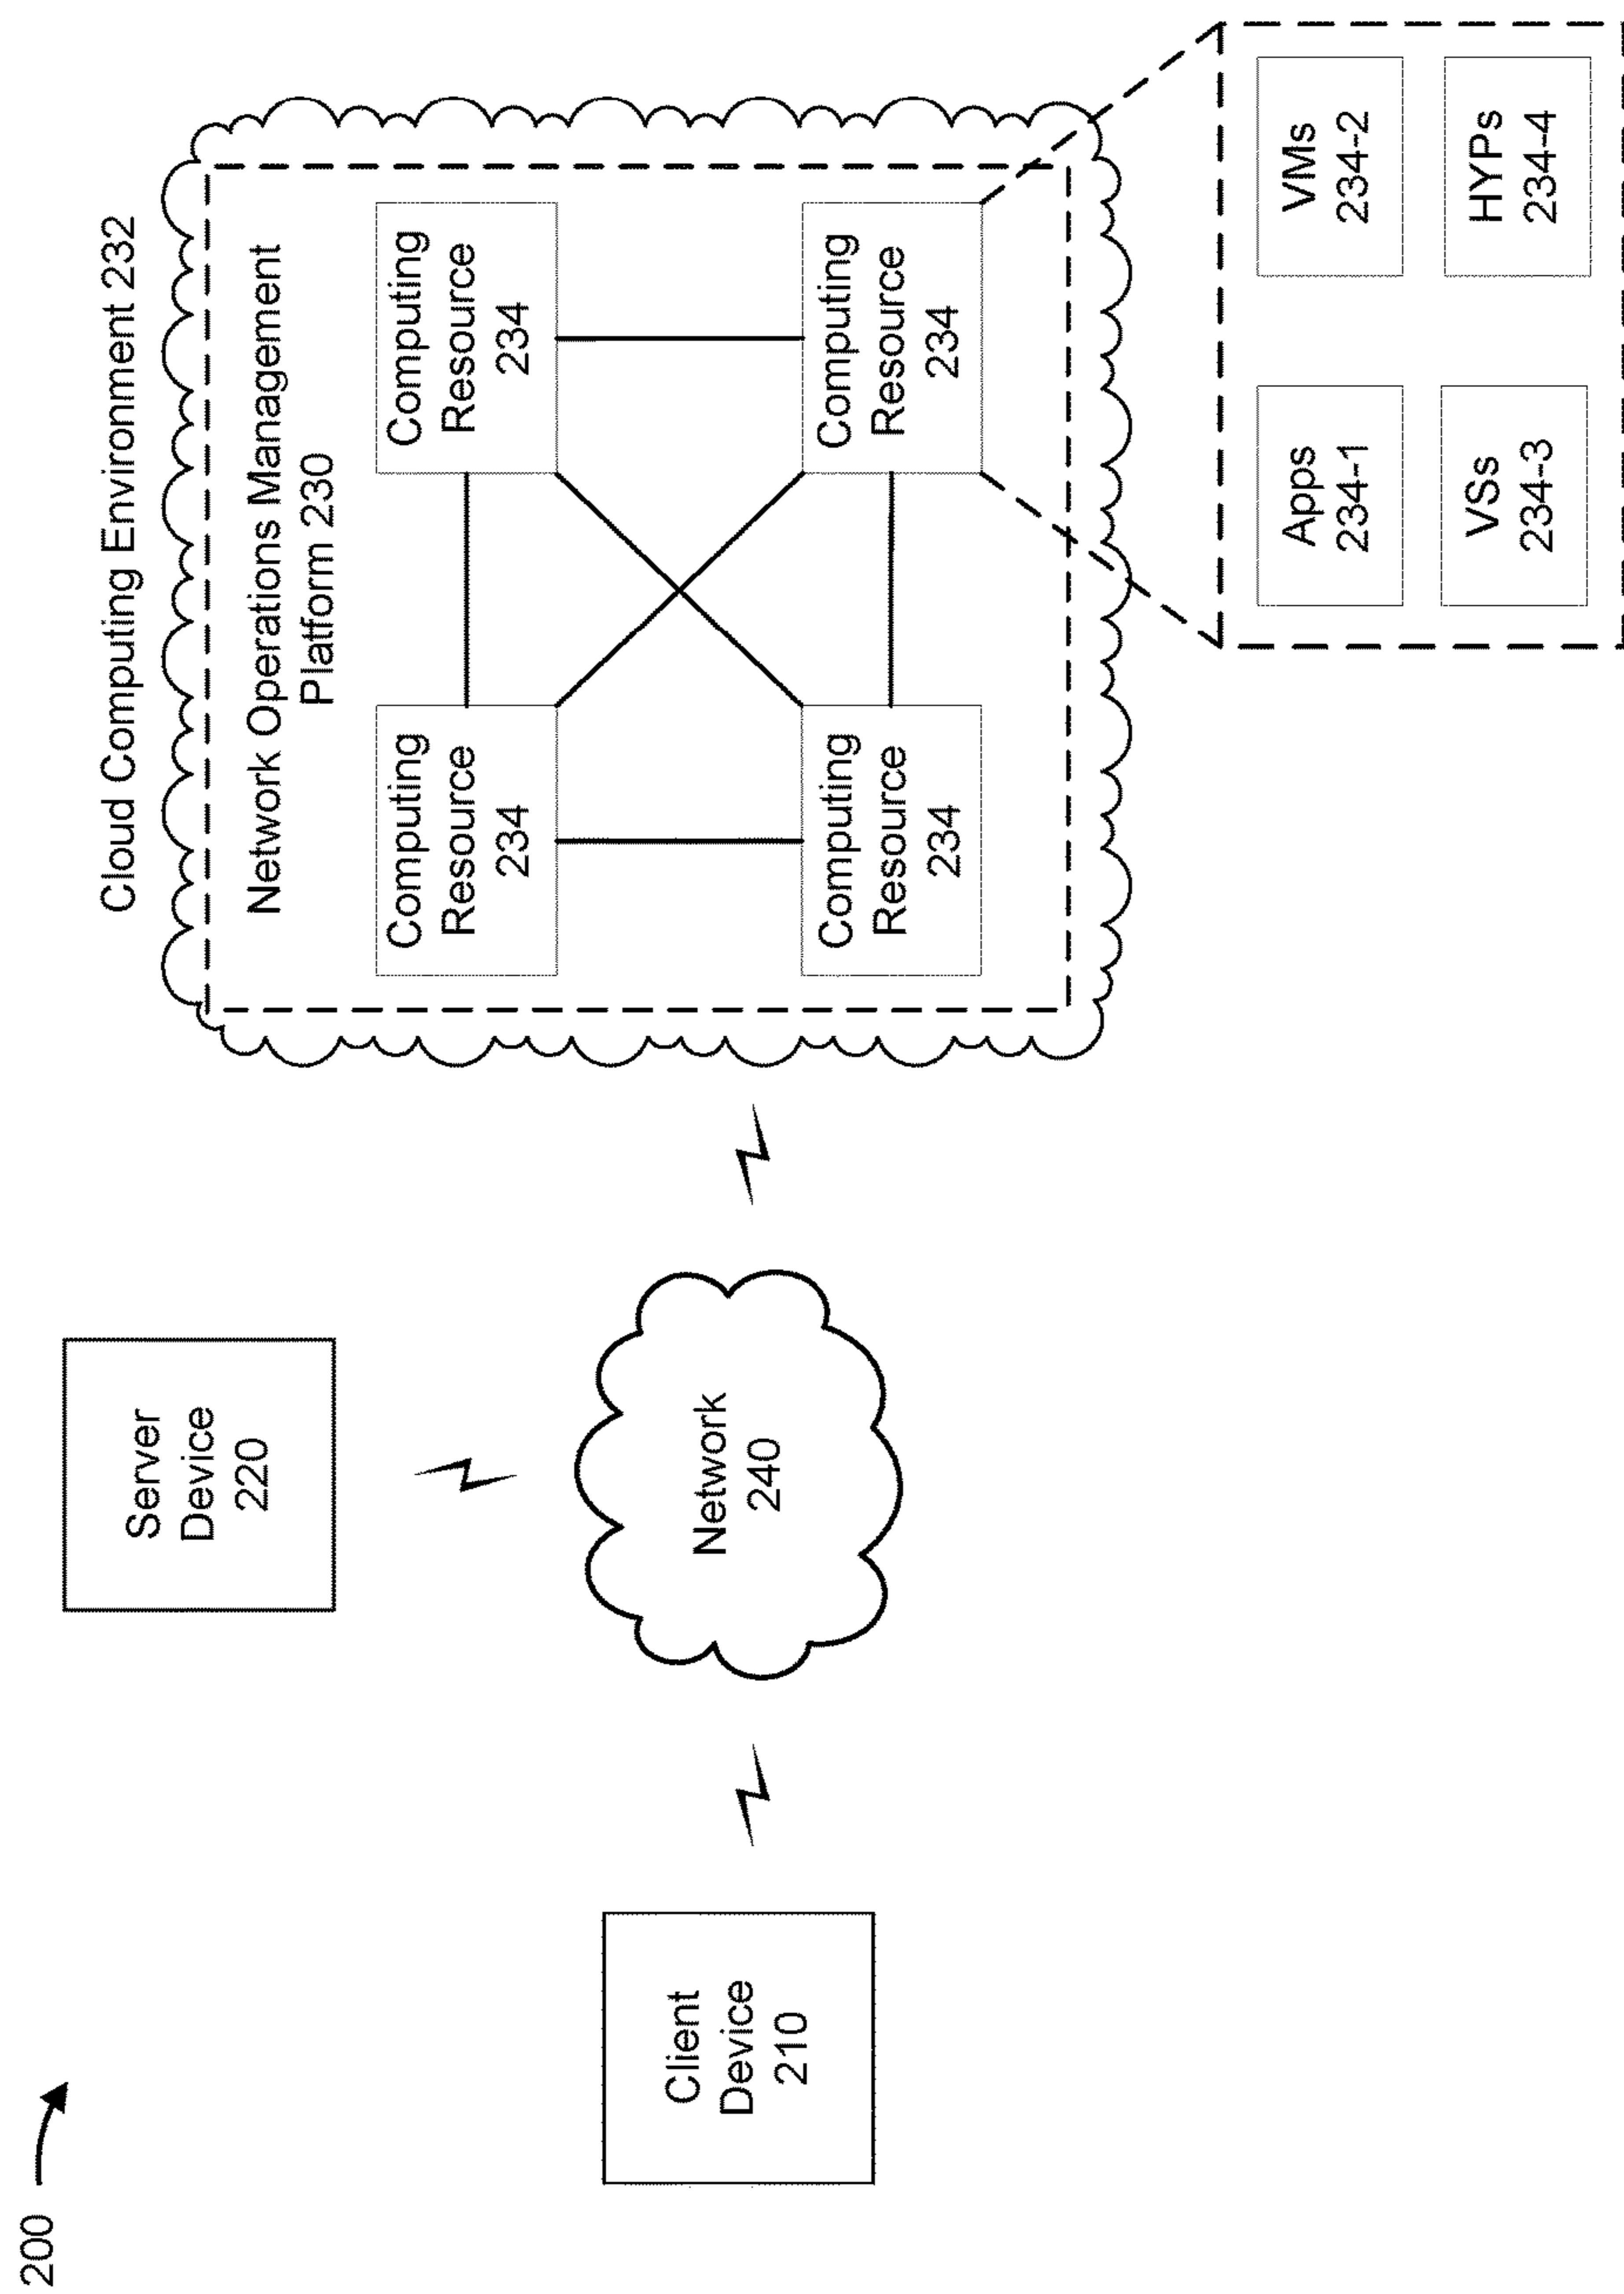 200
Cloud Computing Environment 232
Server
Device
220
Network Operations Management
Platform 230
Computing
Resource
234
Computing
Resource
234
Client
Device
210
Network
240
Computing
Resource
234
Computing
Resource
234
Apps
234-1
VMs
234-2
VSs
234-3
HYPs
234-4